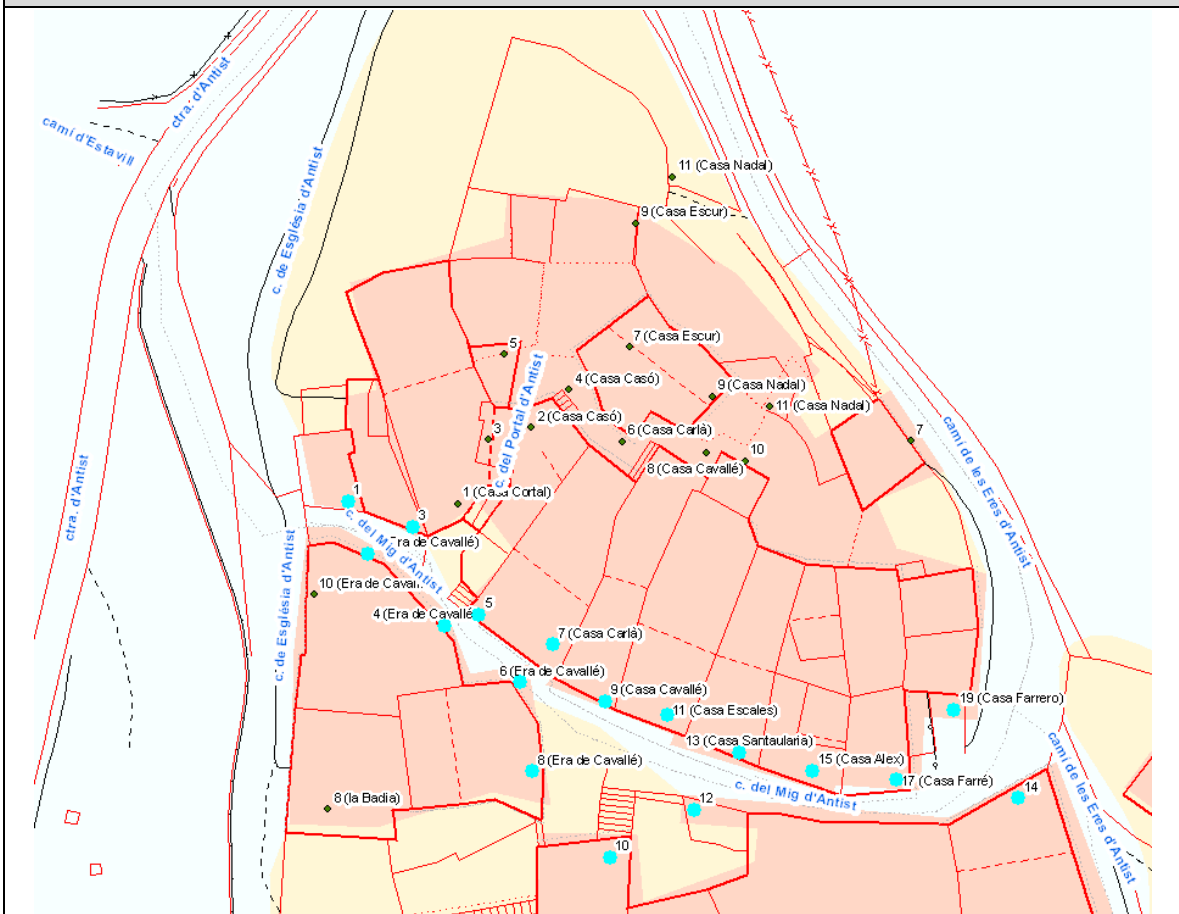 ctra. d'Antist
camí d'Estavill
c. de Església d'Antist
11 (Casa Nadal)
9 (Casa Escur)
7 (Casa Escur)
5
4 (Casa Casó)
9 (Casa Nadal)
11 (Casa Nadal)
2 (Casa Casó)
c. del Portal d'Antist
3
6 (Casa Carlà)
10
7
8 (Casa Cavallé)
camí de les Eres d'Antist
ctra. d'Antist
1
1 (Casa Cortal)
3
c. del Mig d'Antist
Era de Cavallé)
10 (Era de Caval
4 (Era de Cavallé
5
c. de Església d'Antist
7 (Casa Carlà)
6 (Era de Cavallé)
9 (Casa Cavallé)
11 (Casa Escales)
19 (Casa Farrero)
13 (Casa Santaularia)
8 (Era de Cavallé)
15 (Casa Alex)
17 (Casa Farré)
c. del Mig d'Antist
camí de les Eres d'Antist
8 (la Badia)
12
14
10